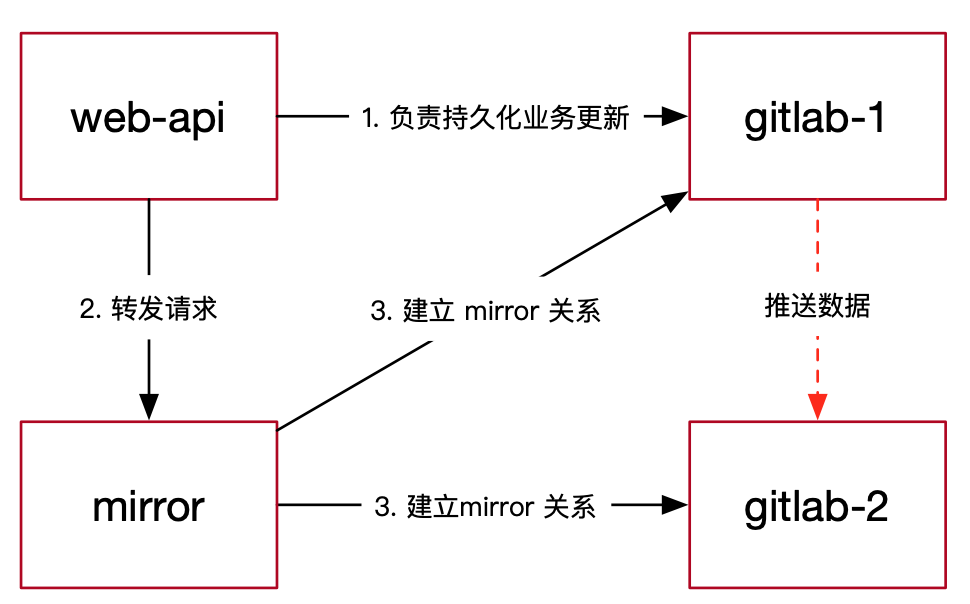 web-api
1. 负责持久化业务更新
gitlab-1
2. 转发请求
3. 建立 mirror 关系
推送数据
mirror
3. 建立mirror 关系
gitlab-2